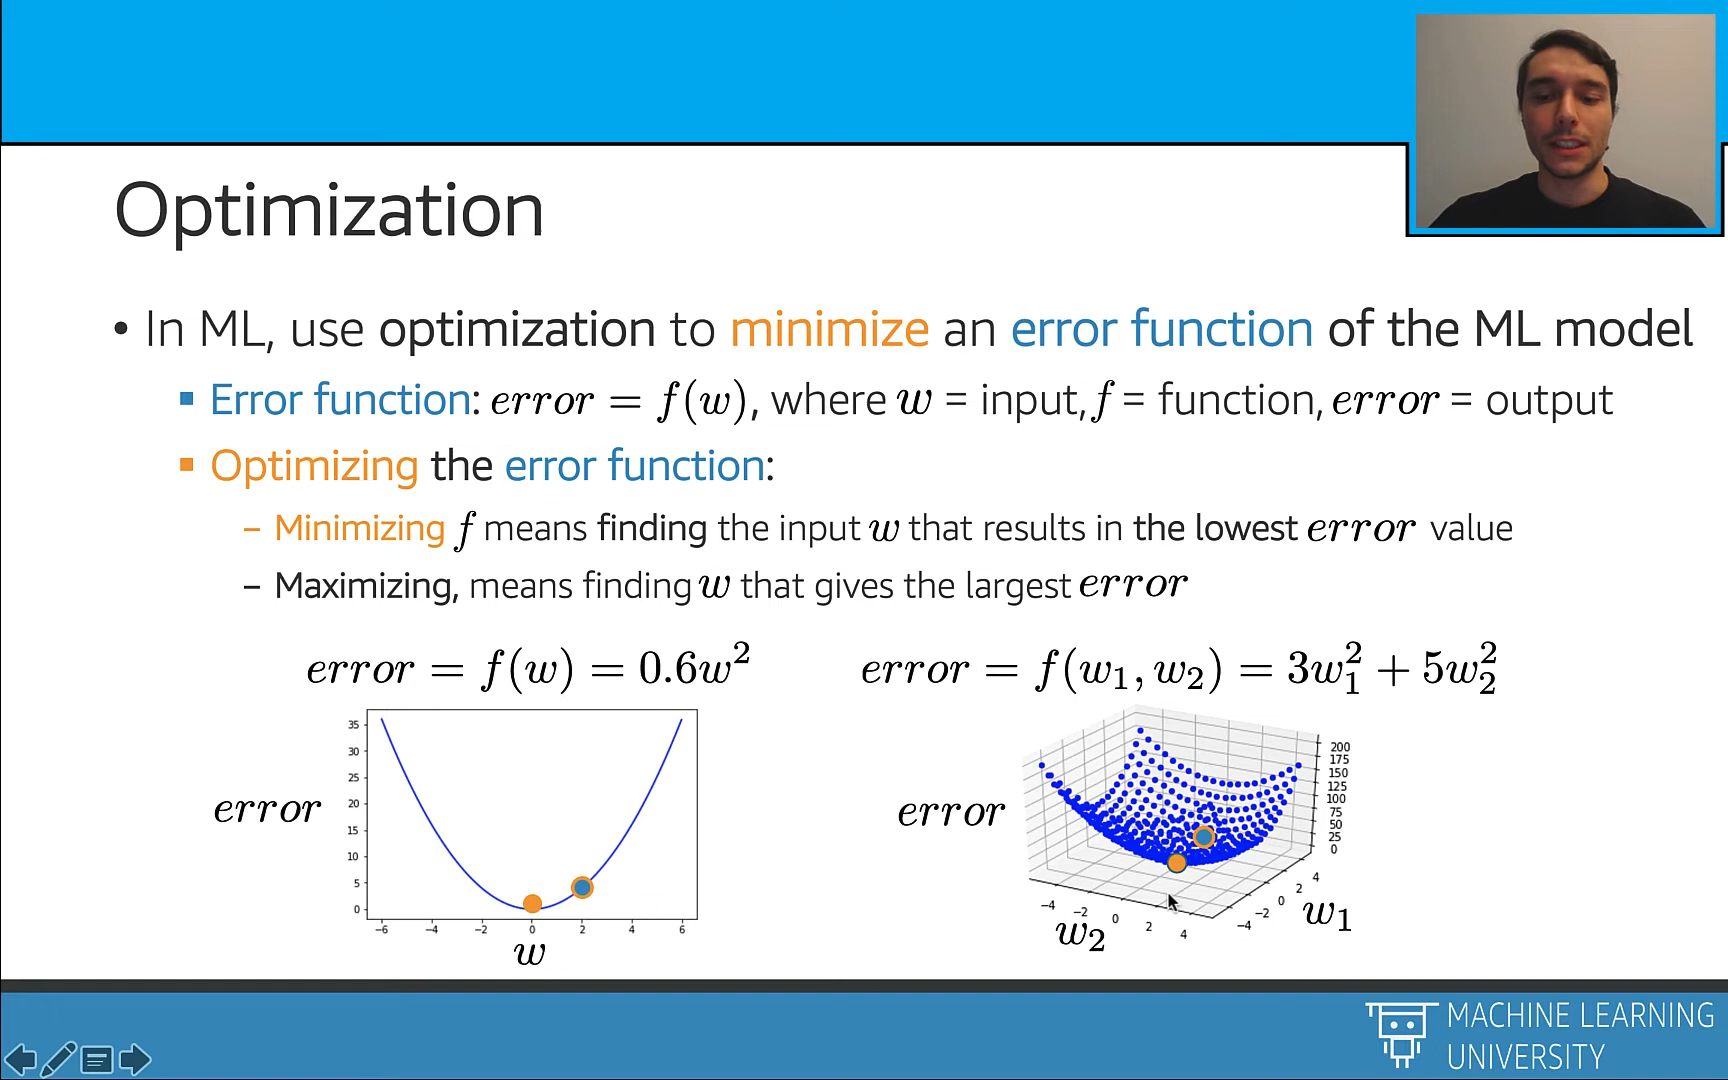 Optimization
• In ML, use optimization to minimize an error function of the ML model
▪ Error function: error = f(w), where w = input, f = function, error = output
▪ Optimizing the error function:
– Minimizing f means finding the input w that results in the lowest error value
– Maximizing, means finding w that gives the largest error
error = f(w) = 0.6w²
error = f(w₁, w₂) = 3w₁² + 5w₂²
error
35
30
25
20
15
10
5
0
−6 −4 −2 0 2 4 6
w
error
200
175
150
125
100
75
50
25
0
−4 −2 0 2 4
w₂
−4 −2 0 2 4
w₁
MACHINE LEARNING
UNIVERSITY